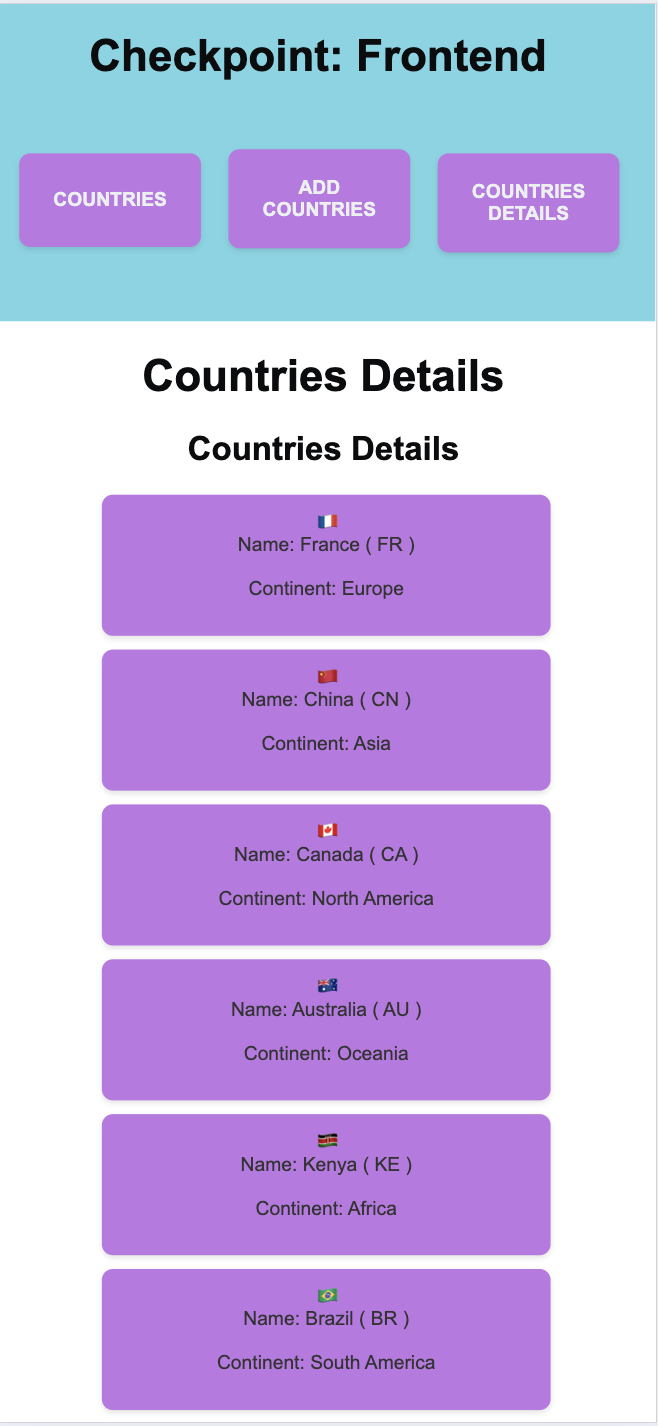 Checkpoint: Frontend
COUNTRIES
ADD
COUNTRIES
COUNTRIES
DETAILS
Countries Details
Countries Details
Name: France ( FR )
Continent: Europe
Name: China ( CN )
Continent: Asia
Name: Canada ( CA )
Continent: North America
Name: Australia ( AU )
Continent: Oceania
Name: Kenya ( KE )
Continent: Africa
Name: Brazil ( BR )
Continent: South America